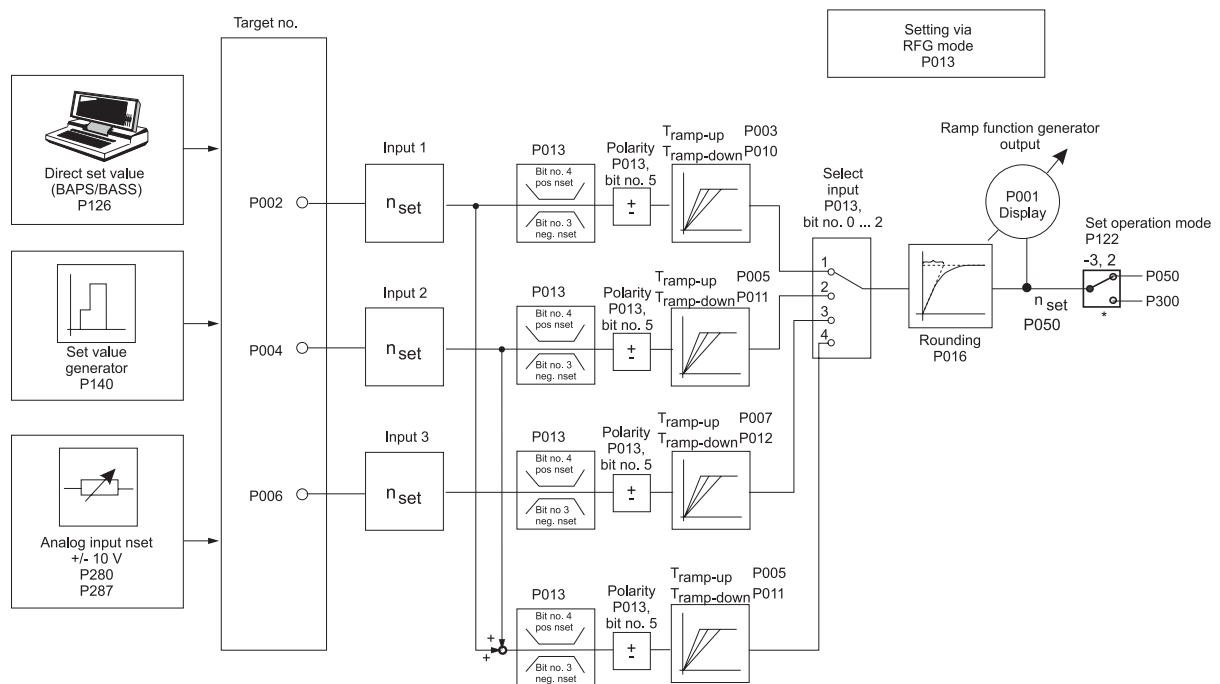 Target no.
Setting via
RFG mode
P013
Direct set value
(BAPS/BASS)
P126
Set value
generator
P140
Analog input nset
+/- 10 V
P280
P287
P002
P004
P006
Input 1
n set
Input 2
n set
Input 3
n set
P013
Bit no. 4
pos nset
Bit no. 3
neg. nset
Polarity
P013,
bit no. 5
+
-
Tramp-up P003
Tramp-down P010
P013
Bit no. 4
pos nset
Bit no. 3
neg. nset
Polarity
P013,
bit no. 5
+
-
Tramp-up P005
Tramp-down P011
P013
Bit no. 4
pos nset
Bit no 3
neg. nset
Polarity
P013,
bit no. 5
+
-
Tramp-up P007
Tramp-down P012
+
+
P013
Bit no. 4
pos nset
Bit no. 3
neg. nset
Polarity
P013,
bit no. 5
+
-
Tramp-up P005
Tramp-down P011
Select
input
P013,
bit no. 0 ... 2
1
2
3
4
Rounding
P016
Ramp function generator
output
P001
Display
n set
P050
Set operation mode
P122
-3, 2
P050
P300
*